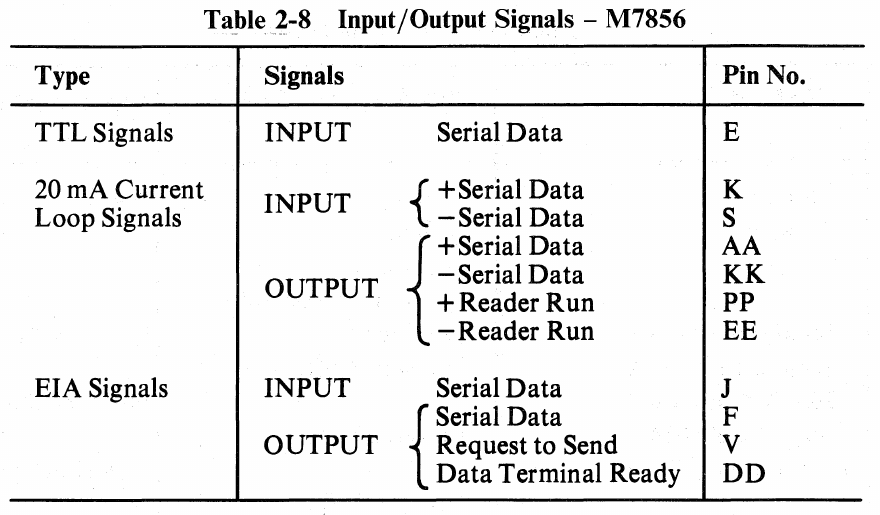 Table 2-8 Input/Output Signals – M7856
Type Signals Pin No.
TTL Signals INPUT Serial Data E
20 mA Current +Serial Data K
Loop Signals INPUT −Serial Data S
+Serial Data AA
−Serial Data KK
OUTPUT +Reader Run PP
−Reader Run EE
EIA Signals INPUT Serial Data J
Serial Data F
OUTPUT Request to Send V
Data Terminal Ready DD